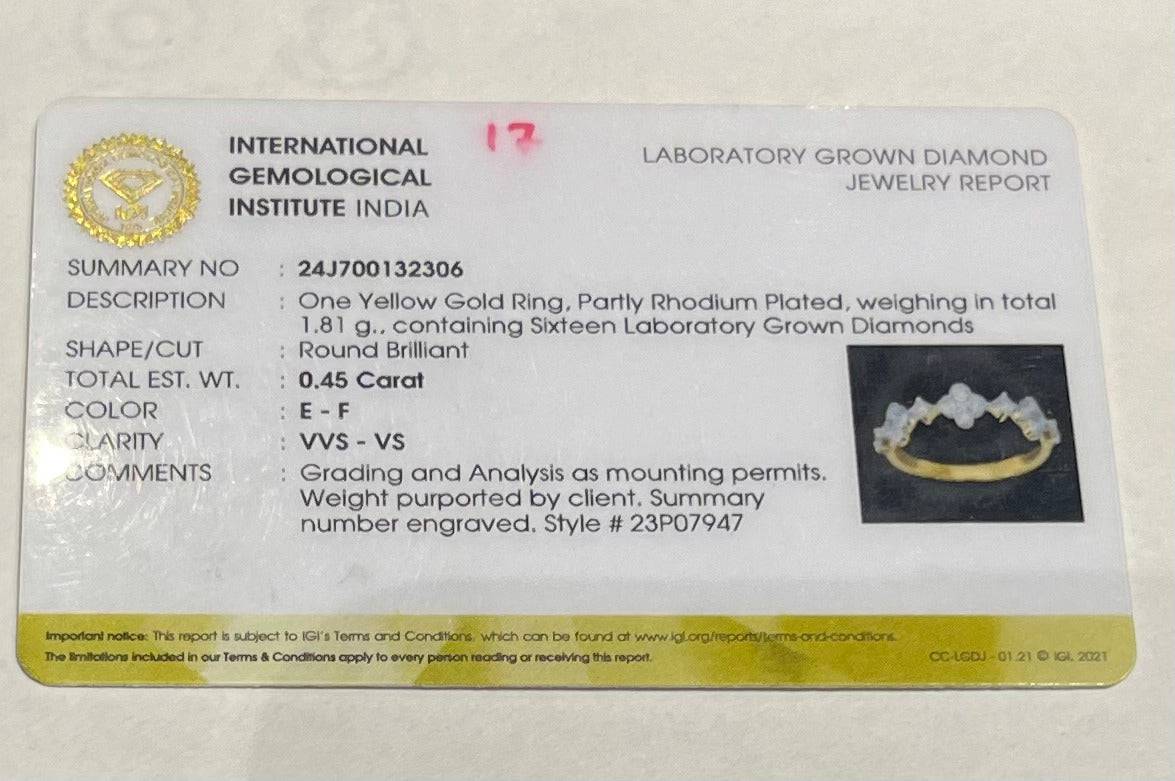 INTERNATIONAL
GEMOLOGICAL
INSTITUTE INDIA
17
LABORATORY GROWN DIAMOND
JEWELRY REPORT
SUMMARY NO : 24J700132306
DESCRIPTION : One Yellow Gold Ring, Partly Rhodium Plated, weighing in total
1.81 g., containing Sixteen Laboratory Grown Diamonds
SHAPE/CUT : Round Brilliant
TOTAL EST. WT. : 0.45 Carat
COLOR : E - F
CLARITY : VVS - VS
COMMENTS : Grading and Analysis as mounting permits.
Weight purported by client. Summary
number engraved. Style # 23P07947
Important notice: This report is subject to IGI's Terms and Conditions, which can be found at www.igi.org/reports/terms-and-conditions.
The limitations included in our Terms & Conditions apply to every person reading or receiving this report.
CC-LGDJ - 01.21 © IGI, 2021